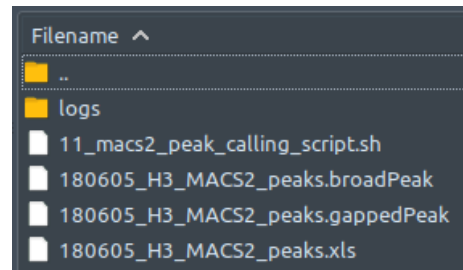 Filename
..
logs
11_macs2_peak_calling_script.sh
180605_H3_MACS2_peaks.broadPeak
180605_H3_MACS2_peaks.gappedPeak
180605_H3_MACS2_peaks.xls